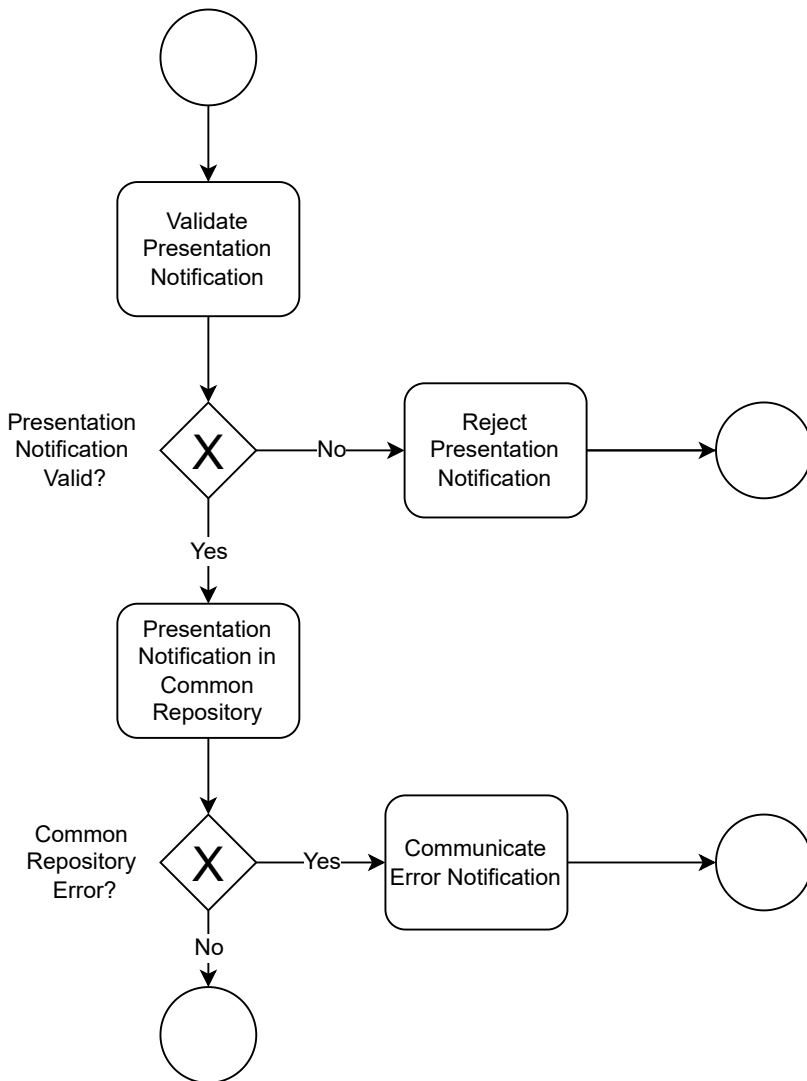 Validate
Presentation
Notification
Presentation
Notification
Valid?
X
No
Reject
Presentation
Notification
Yes
Presentation
Notification in
Common
Repository
Common
Repository
Error?
X
Yes
Communicate
Error Notification
No